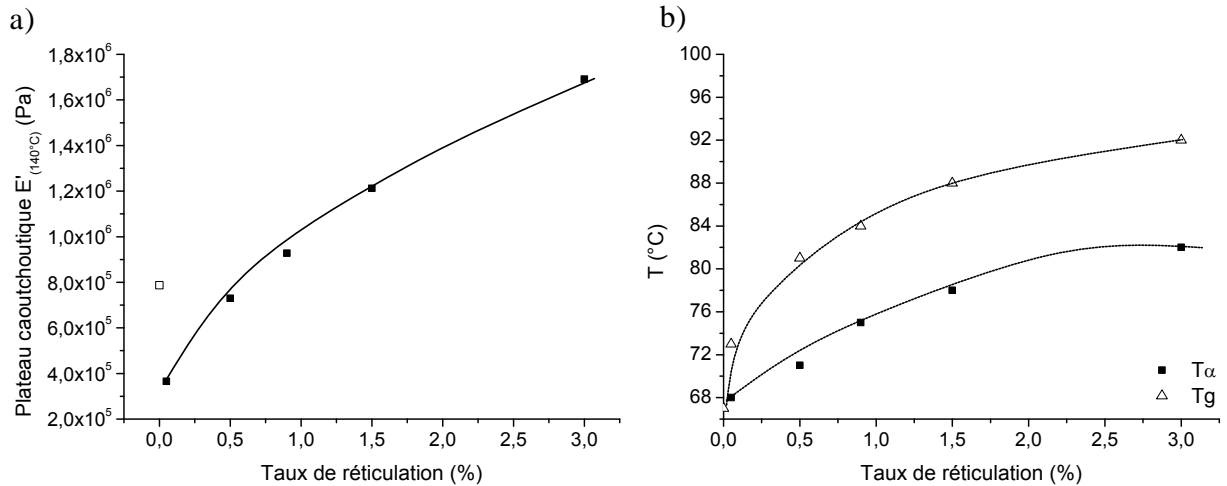 a)
Plateau caoutchoutique E'(140°C) (Pa)
1,8x10⁶
1,6x10⁶
1,4x10⁶
1,2x10⁶
1,0x10⁶
8,0x10⁵
6,0x10⁵
4,0x10⁵
2,0x10⁵
0,0 0,5 1,0 1,5 2,0 2,5 3,0
Taux de réticulation (%)
b)
T (°C)
100
96
92
88
84
80
76
72
68
0,0 0,5 1,0 1,5 2,0 2,5 3,0
Taux de réticulation (%)
Tα
Tg